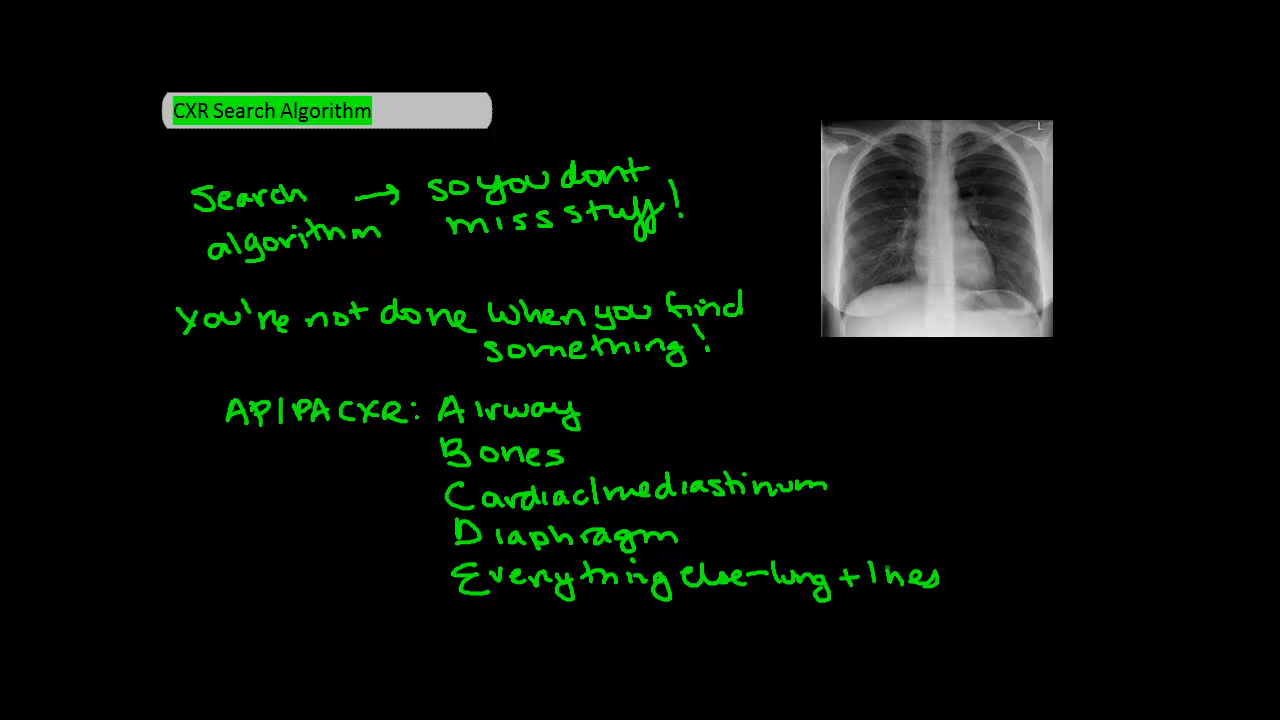 CXR Search Algorithm
Search → so you dont
algorithm miss stuff!
You're not done when you find
something!
AP/PA CXR: Airway
Bones
Cardiac/mediastinum
Diaphragm
Everything else-lung + lines
L